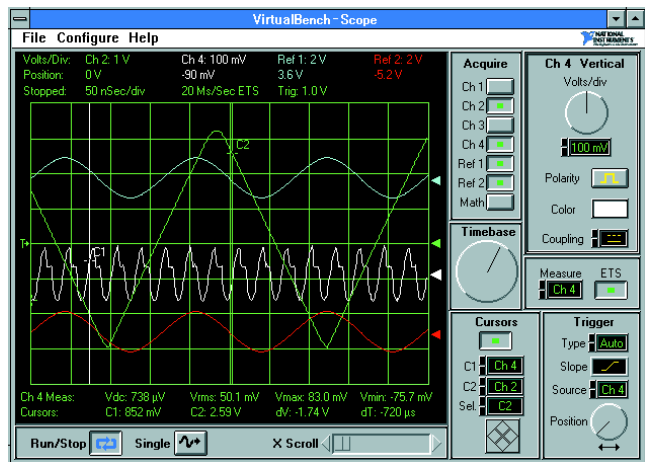 VirtualBench-Scope
File Configure Help
NATIONAL INSTRUMENTS
Volts/Div: Ch 2: 1 V Ch 4: 100 mV Ref 1: 2 V Ref 2: 2 V
Position: 0 V -90 mV 3.6 V -5.2 V
Stopped: 50 nSec/div 20 Ms/Sec ETS Trig: 1.0 V
C2
T
C1
Ch 4 Meas: Vdc: 738 µV Vrms: 50.1 mV Vmax: 83.0 mV Vmin: -75.7 mV
Cursors: C1: 852 mV C2: 2.59 V dV: -1.74 V dT: -720 µs
Run/Stop Single X Scroll
Acquire
Ch 1
Ch 2
Ch 3
Ch 4
Ref 1
Ref 2
Math
Timebase
Cursors
C1 Ch 4
C2 Ch 2
Sel. C2
Ch 4 Vertical
Volts/div
100 mV
Polarity
Color
Coupling
Measure ETS
Ch 4
Trigger
Type Auto
Slope
Source Ch 4
Position